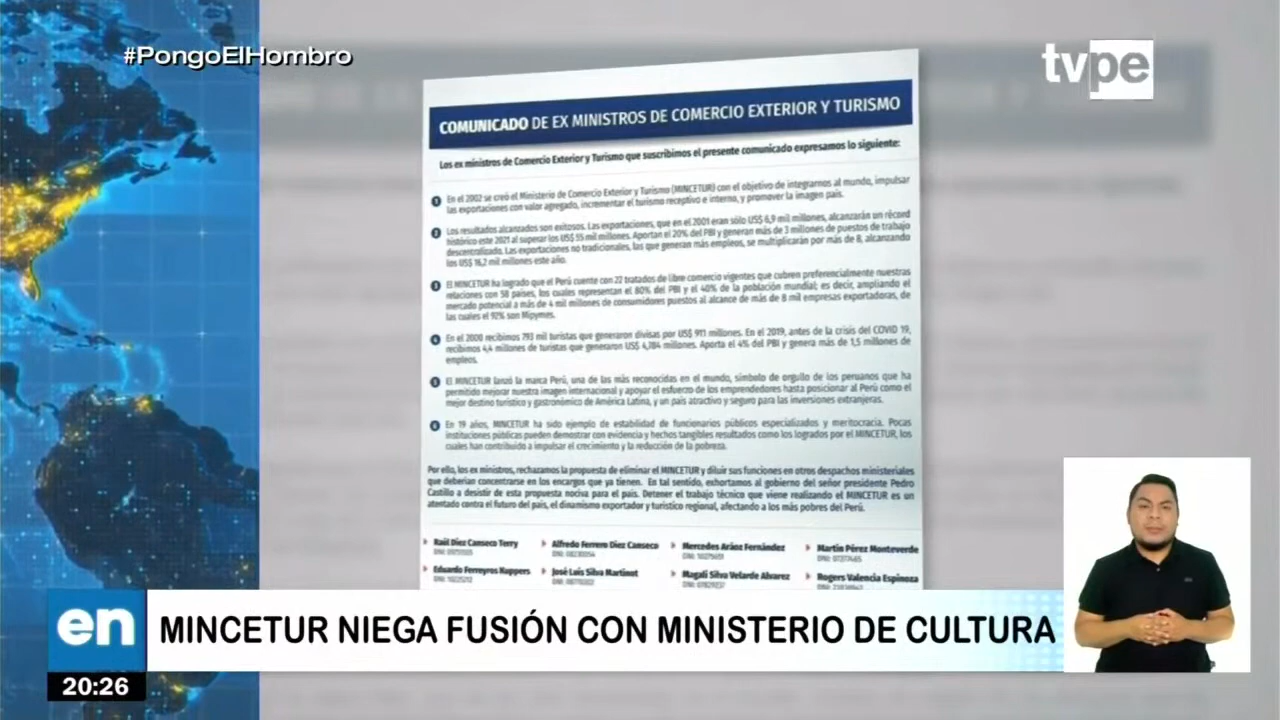 #PongoElHombro
tvpe
COMUNICADO DE EX MINISTROS DE COMERCIO EXTERIOR Y TURISMO
Los ex ministros de Comercio Exterior y Turismo que suscribimos el presente comunicado expresamos lo siguiente:
1 En el 2002 se creó el Ministerio de Comercio Exterior y Turismo (MINCETUR) con el objetivo de integrarnos al mundo, impulsar
las exportaciones con valor agregado, incrementar el turismo receptivo e interno, y promover la imagen país.
2 Los resultados alcanzados son exitosos. Las exportaciones, que en el 2001 eran sólo US$ 6,9 mil millones, alcanzarán un récord
histórico este 2021 al superar los US$ 55 mil millones. Aportan el 20% del PBI y generan más de 3 millones de puestos de trabajo
descentralizado. Las exportaciones no tradicionales, las que generan más empleos, se multiplicarán por más de 8, alcanzando
los US$ 16,2 mil millones este año.
3 El MINCETUR ha logrado que el Perú cuente con 22 tratados de libre comercio vigentes que cubren preferencialmente nuestras
relaciones con 58 países, los cuales representan el 80% del PBI y el 40% de la población mundial; es decir, ampliando el
mercado potencial a más de 4 mil millones de consumidores puestos al alcance de más de 8 mil empresas exportadoras, de
las cuales el 92% son Mipymes.
4 En el 2000 recibimos 793 mil turistas que generaron divisas por US$ 911 millones. En el 2019, antes de la crisis del COVID 19,
recibimos 4,4 millones de turistas que generaron US$ 4,784 millones. Aporta el 4% del PBI y genera más de 1,5 millones de
empleos.
5 El MINCETUR lanzó la marca Perú, una de las más reconocidas en el mundo, símbolo de orgullo de los peruanos que ha
permitido mejorar nuestra imagen internacional y apoyar el esfuerzo de los emprendedores hasta posicionar al Perú como el
mejor destino turístico y gastronómico de América Latina, y un país atractivo y seguro para las inversiones extranjeras.
6 En 19 años, MINCETUR ha sido ejemplo de estabilidad de funcionarios públicos especializados y meritocracia. Pocas
instituciones públicas pueden demostrar con evidencia y hechos tangibles resultados como los logrados por el MINCETUR, los
cuales han contribuido a impulsar el crecimiento y la reducción de la pobreza.
Por ello, los ex ministros, rechazamos la propuesta de eliminar el MINCETUR y diluir sus funciones en otros despachos ministeriales
que deberían concentrarse en los encargos que ya tienen. En tal sentido, exhortamos al gobierno del señor presidente Pedro
Castillo a desistir de esta propuesta nociva para el país. Detener el trabajo técnico que viene realizando el MINCETUR es un
atentado contra el futuro del país, el dinamismo exportador y turístico regional, afectando a los más pobres del Perú.
Raúl Diez Canseco Terry Alfredo Ferrero Diez Canseco Mercedes Aráoz Fernández Martín Pérez Monteverde
DNI: DNI: DNI: DNI:
Eduardo Ferreyros Kuppers José Luis Silva Martinot Magali Silva Velarde Alvarez Rogers Valencia Espinoza
DNI: DNI: DNI: DNI:
en MINCETUR NIEGA FUSIÓN CON MINISTERIO DE CULTURA
20:26